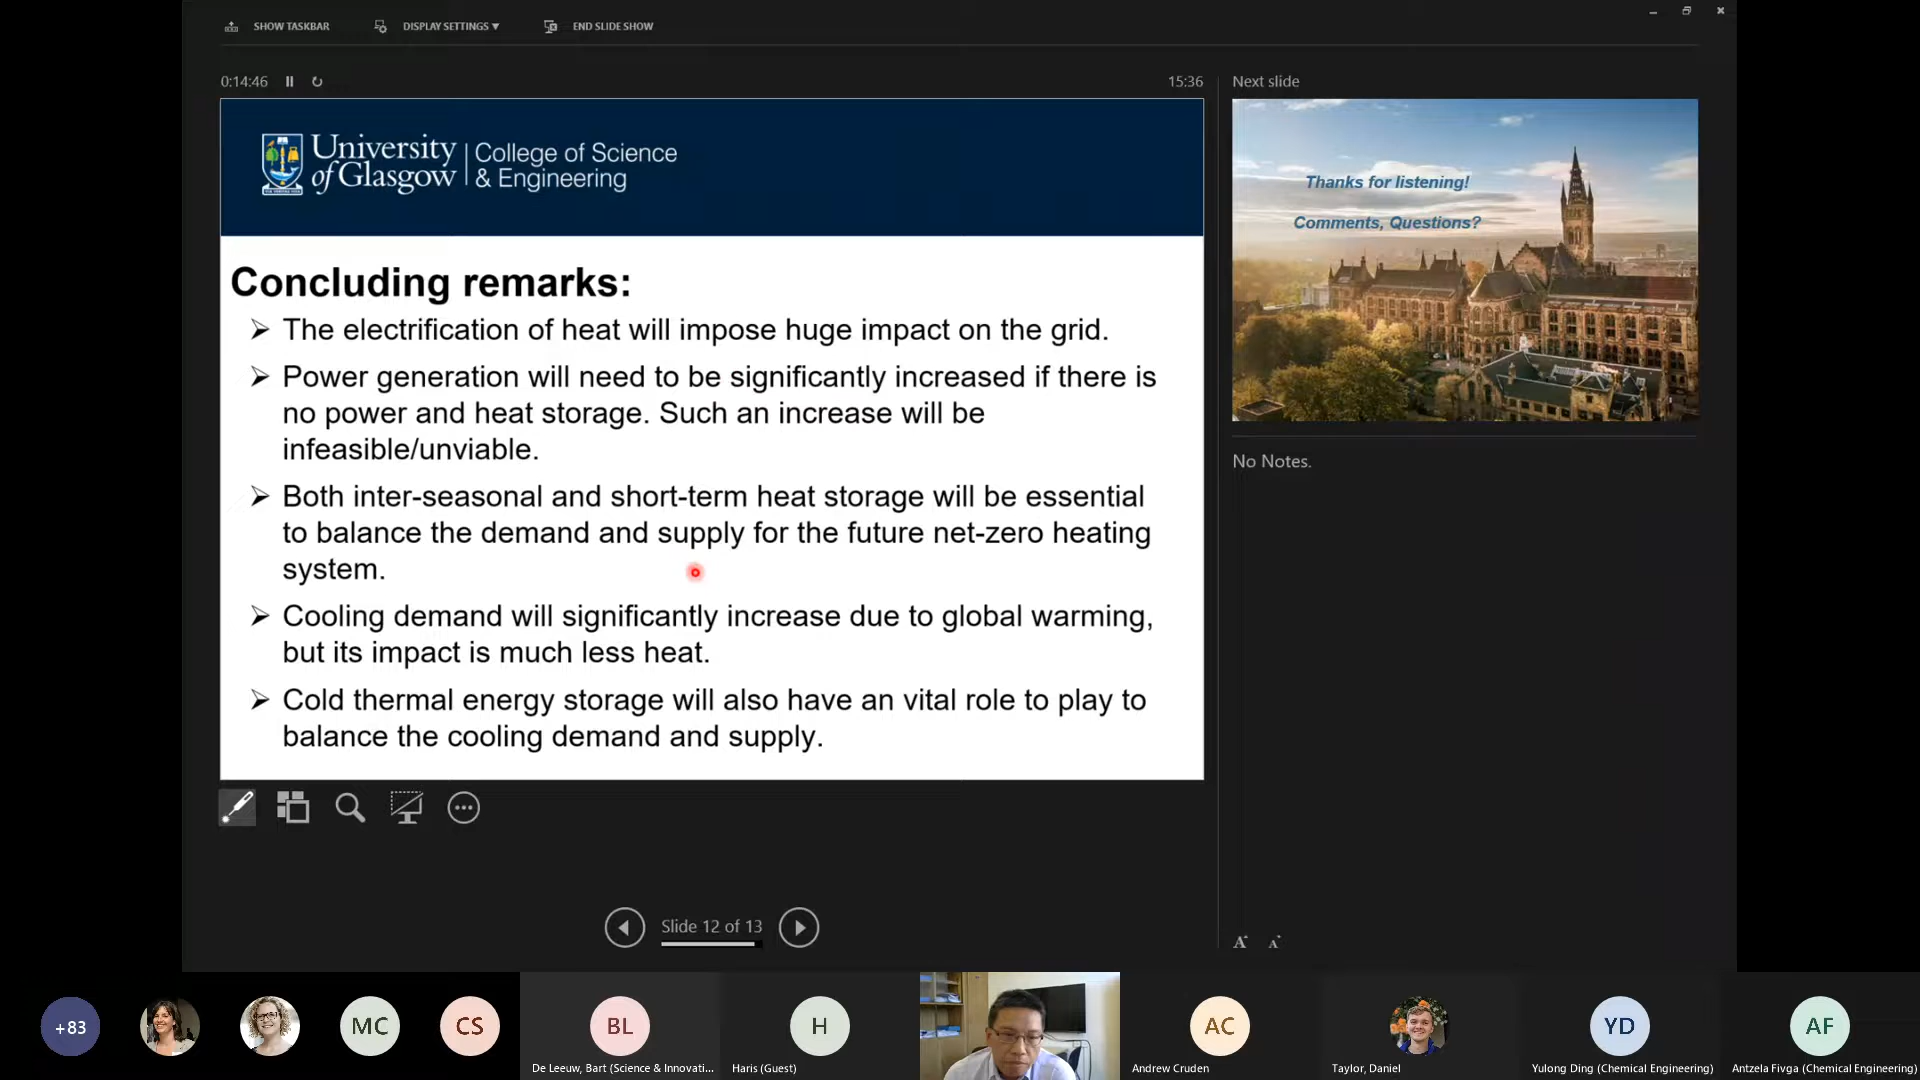 SHOW TASKBAR
DISPLAY SETTINGS ▾
END SLIDE SHOW
0:14:46
15:36
Next slide
University
of Glasgow
College of Science
& Engineering
Concluding remarks:
➢ The electrification of heat will impose huge impact on the grid.
➢ Power generation will need to be significantly increased if there is
no power and heat storage. Such an increase will be
infeasible/unviable.
➢ Both inter-seasonal and short-term heat storage will be essential
to balance the demand and supply for the future net-zero heating
system.
➢ Cooling demand will significantly increase due to global warming,
but its impact is much less heat.
➢ Cold thermal energy storage will also have an vital role to play to
balance the cooling demand and supply.
Thanks for listening!
Comments, Questions?
No Notes.
Slide 12 of 13
A A
+83
MC
CS
BL
H
AC
YD
AF
De Leeuw, Bart (Science & Innovati...
Haris (Guest)
Andrew Cruden
Taylor, Daniel
Yulong Ding (Chemical Engineering)
Antzela Fivga (Chemical Engineering)